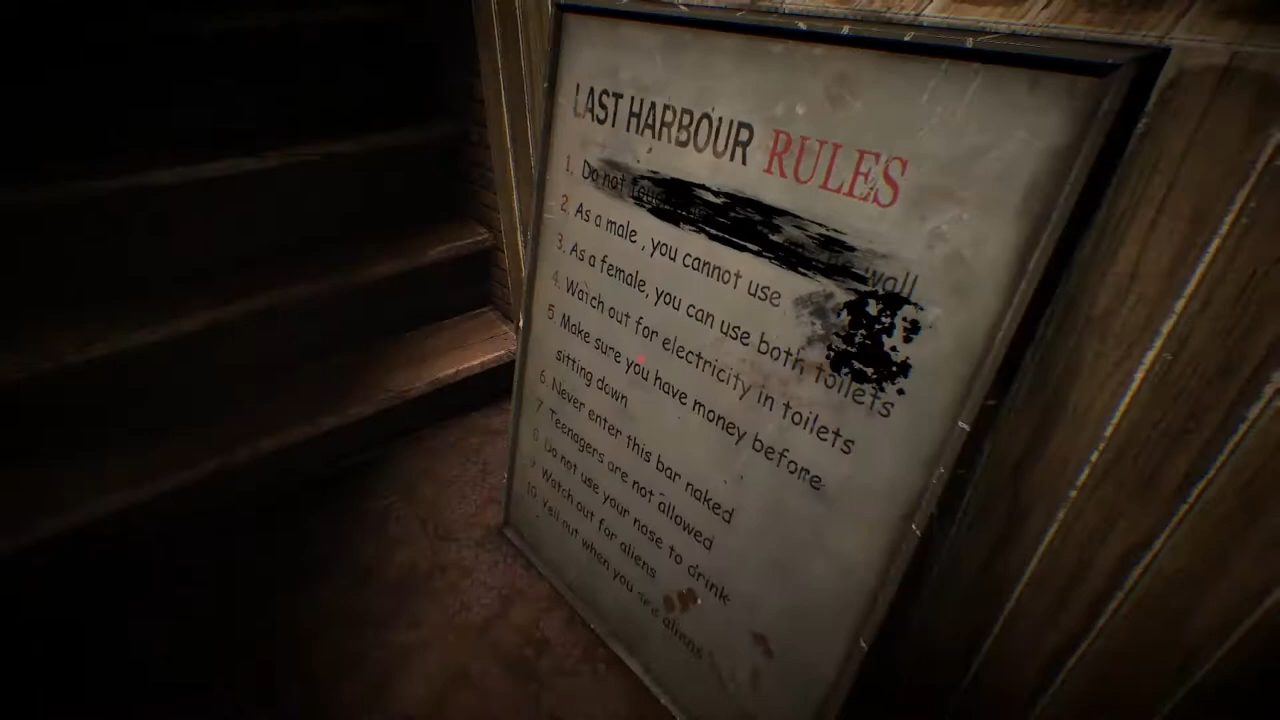 LAST HARBOUR RULES
1. Do not wall
2. As a male , you cannot use
3. As a female, you can use both toilets
4. Watch out for electricity in toilets
5. Make sure you have money before
sitting down
6. Never enter this bar naked
7. Teenagers are not allowed
8. Do not use your nose to drink
9. Watch out for aliens
10. Yell out when you see aliens